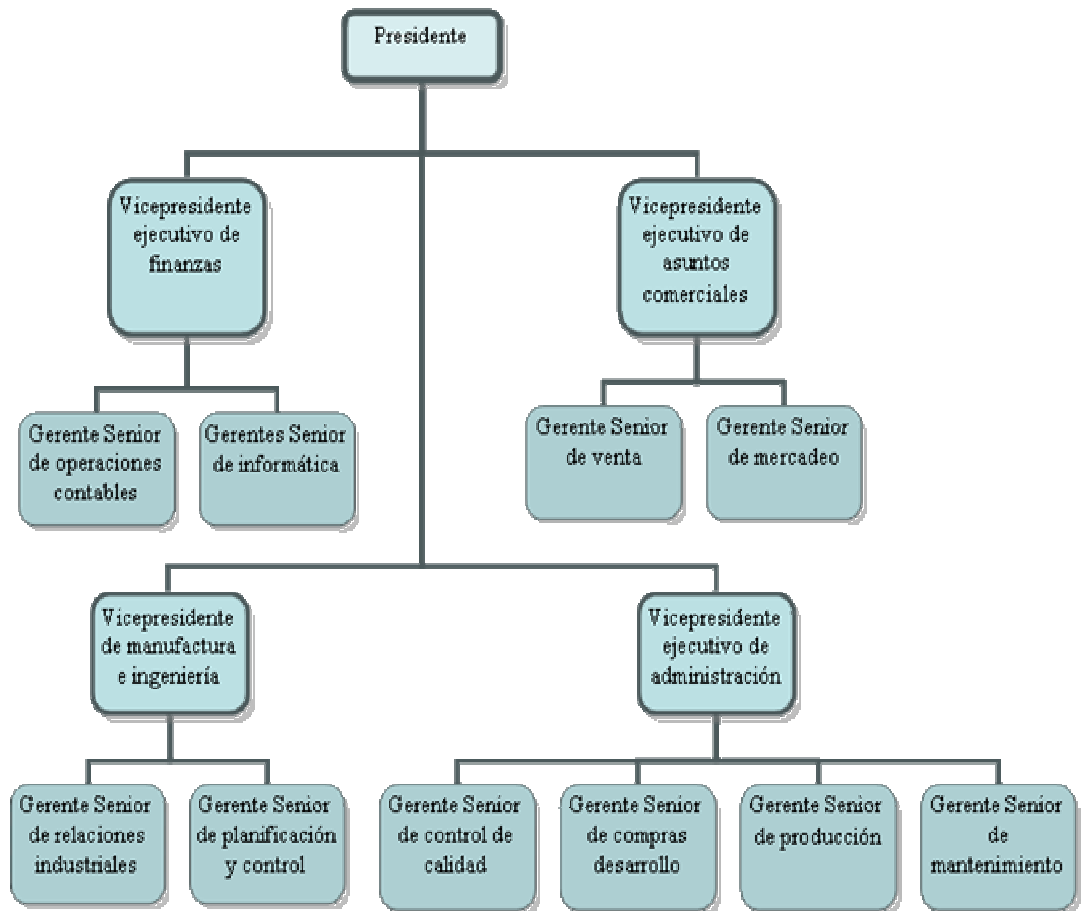 Presidente
Vicepresidente
ejecutivo de
finanzas
Vicepresidente
ejecutivo de
asuntos
comerciales
Gerente Senior
de operaciones
contables
Gerentes Senior
de informática
Gerente Senior
de venta
Gerente Senior
de mercadeo
Vicepresidente
de manufactura
e ingeniería
Vicepresidente
ejecutivo de
administración
Gerente Senior
de relaciones
industriales
Gerente Senior
de planificación
y control
Gerente Senior
de control de
calidad
Gerente Senior
de compras
desarrollo
Gerente Senior
de producción
Gerente Senior
de
mantenimiento